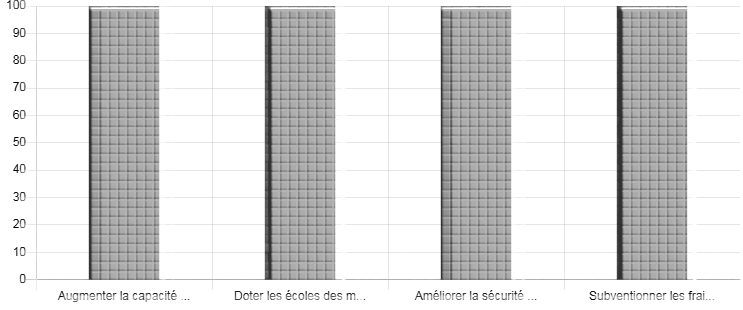 100
90
80
70
60
50
40
30
20
10
0
Augmenter la capacité ...
Doter les écoles des m...
Améliorer la sécurité ...
Subventionner les frai...